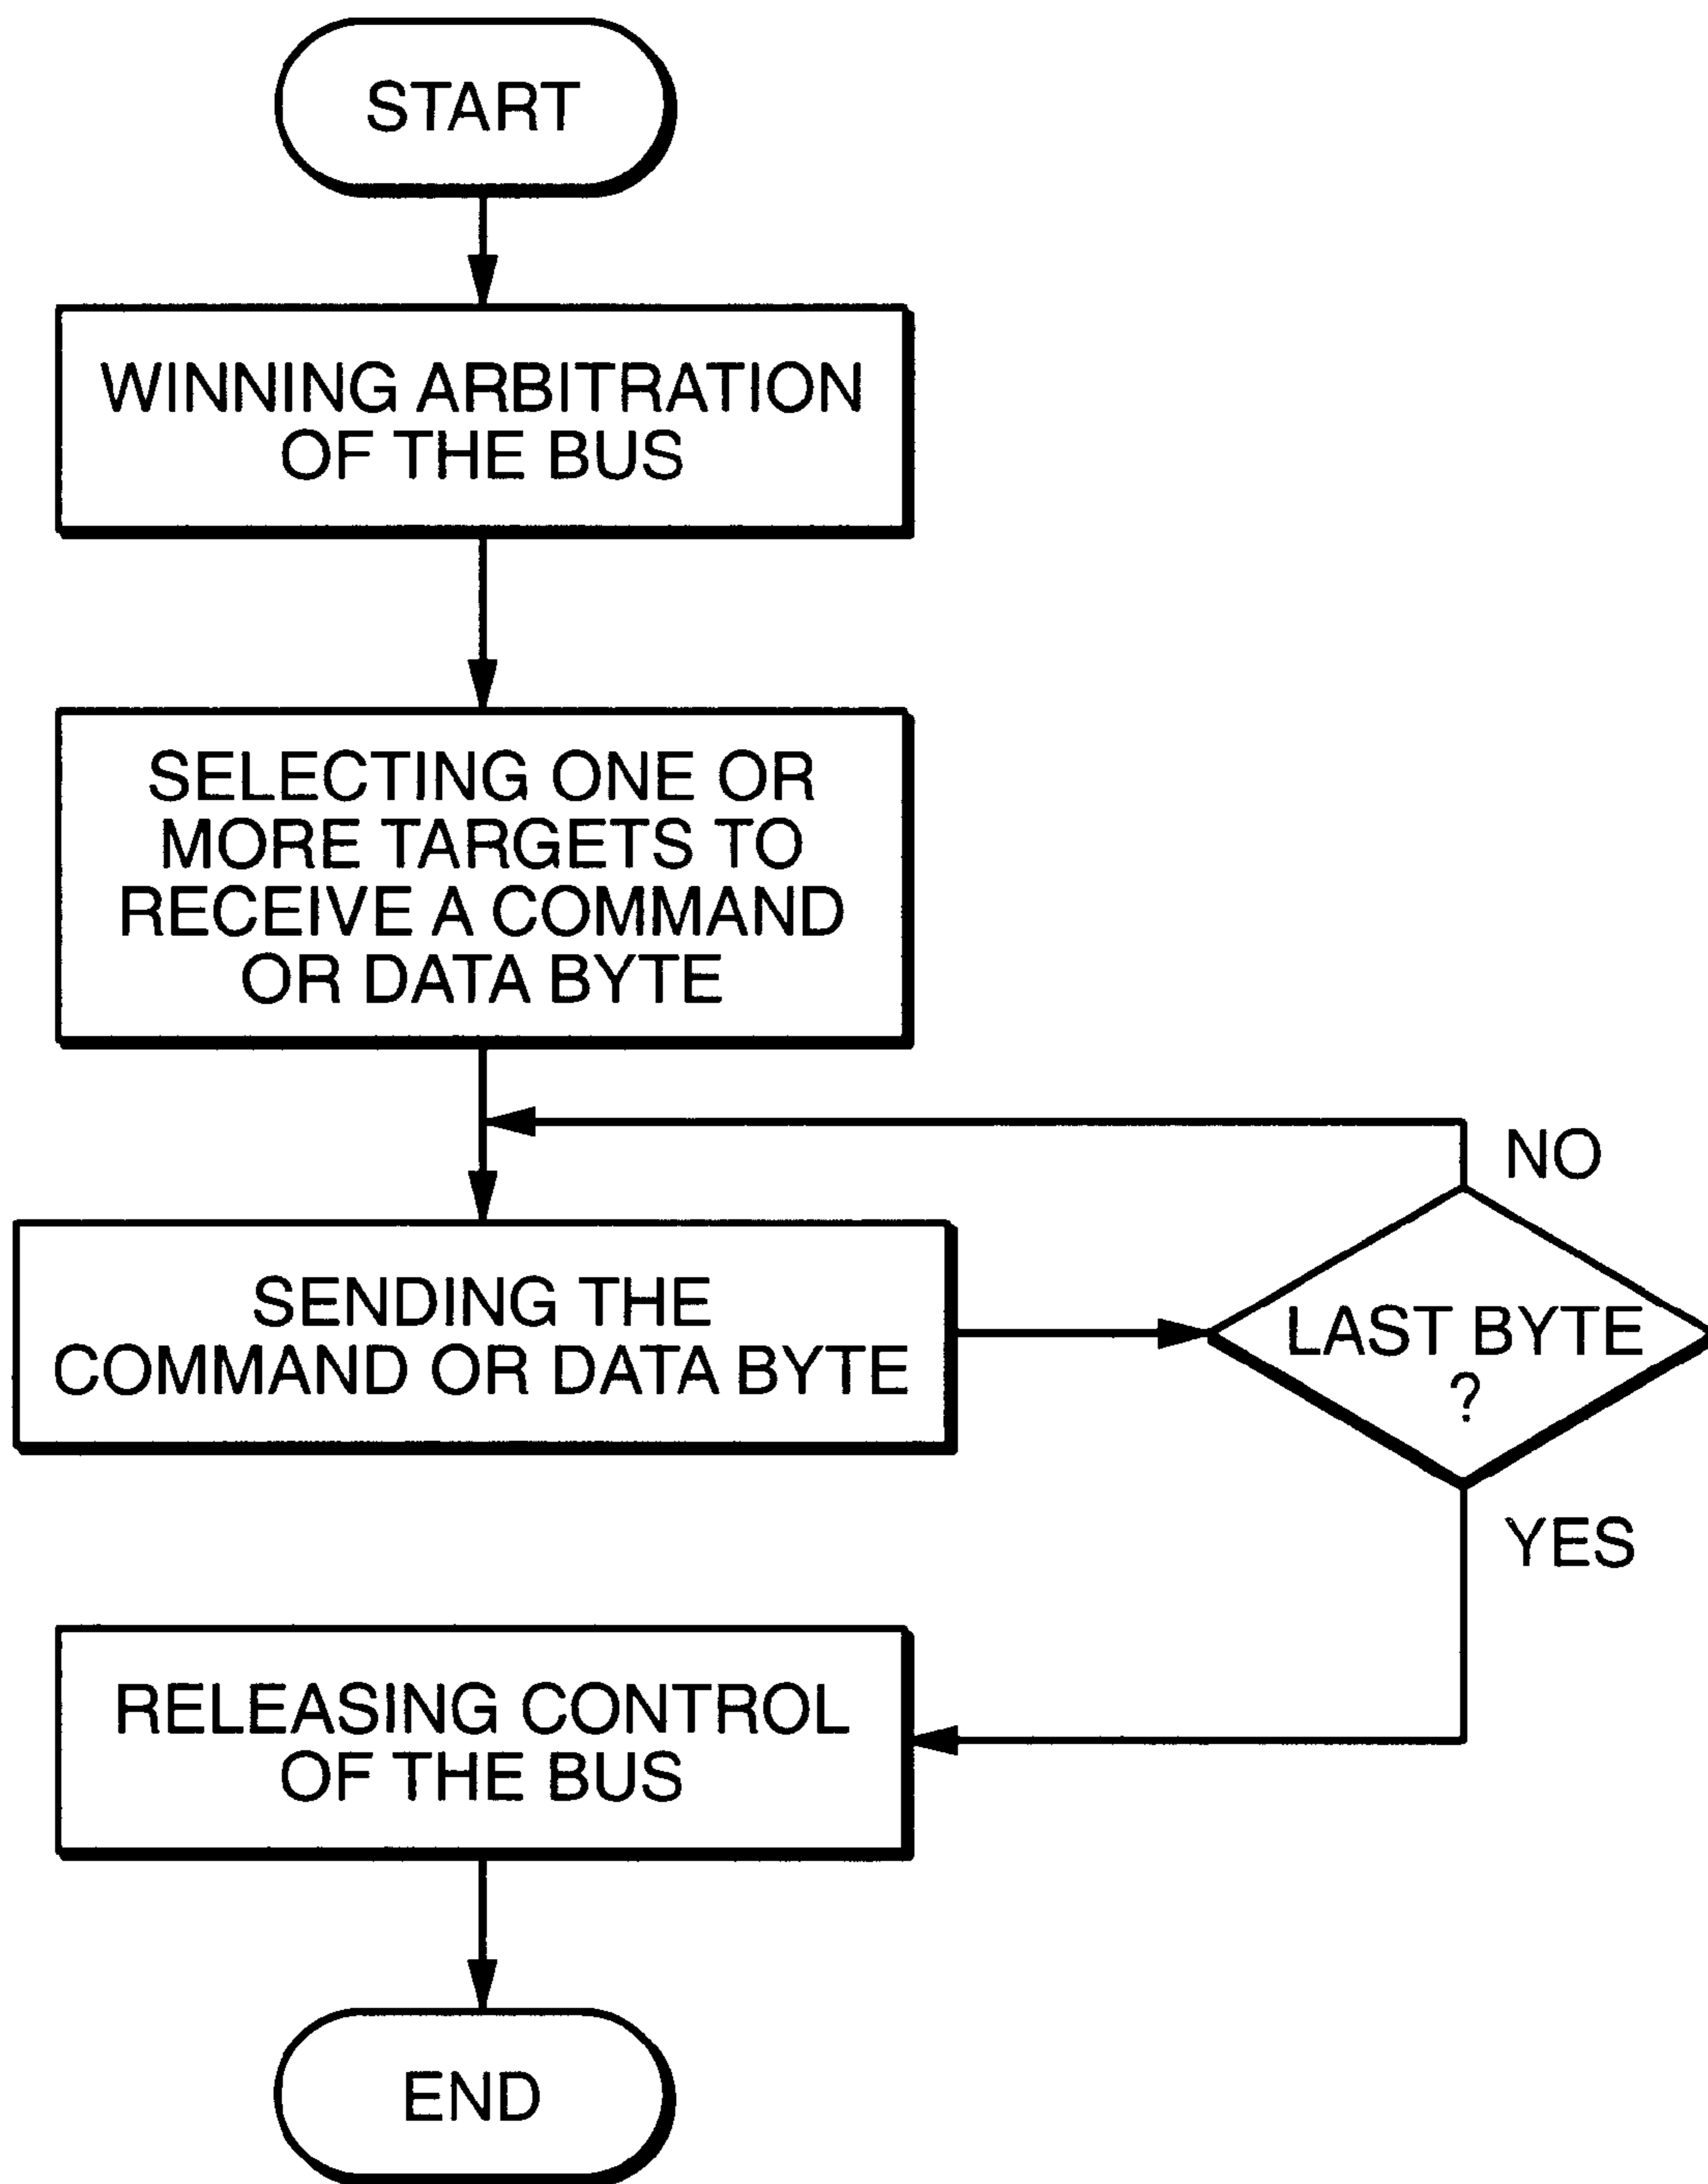 START
WINNING ARBITRATION
OF THE BUS
SELECTING ONE OR
MORE TARGETS TO
RECEIVE A COMMAND
OR DATA BYTE
NO
SENDING THE
COMMAND OR DATA BYTE
LAST BYTE
?
YES
RELEASING CONTROL
OF THE BUS
END